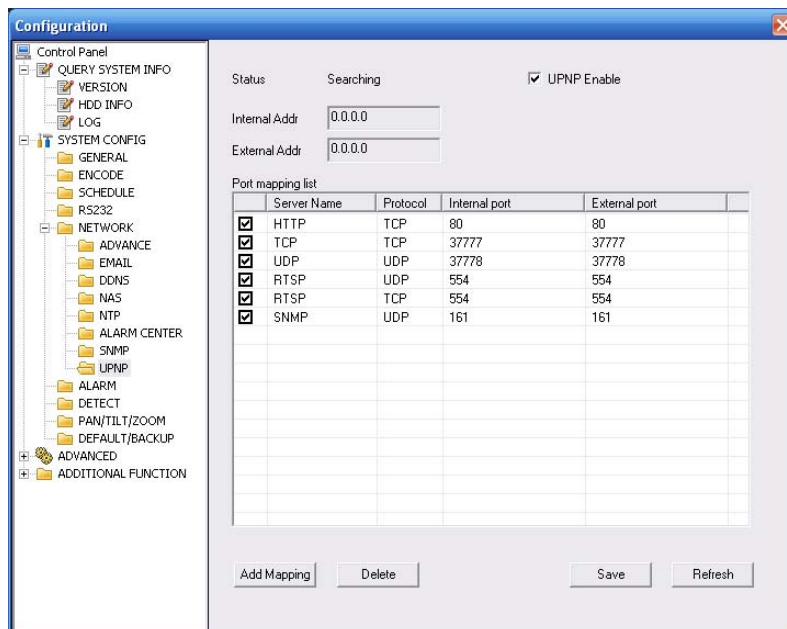 Configuration
Control Panel
QUERY SYSTEM INFO
VERSION
HDD INFO
LOG
SYSTEM CONFIG
GENERAL
ENCODE
SCHEDULE
RS232
NETWORK
ADVANCE
EMAIL
DDNS
NAS
NTP
ALARM CENTER
SNMP
UPNP
ALARM
DETECT
PAN/TILT/ZOOM
DEFAULT/BACKUP
ADVANCED
ADDITIONAL FUNCTION
Status Searching UPNP Enable
Internal Addr 0.0.0.0
External Addr 0.0.0.0
Port mapping list
Server Name Protocol Internal port External port
HTTP TCP 80 80
TCP TCP 37777 37777
UDP UDP 37778 37778
RTSP UDP 554 554
RTSP TCP 554 554
SNMP UDP 161 161
Add Mapping Delete Save Refresh